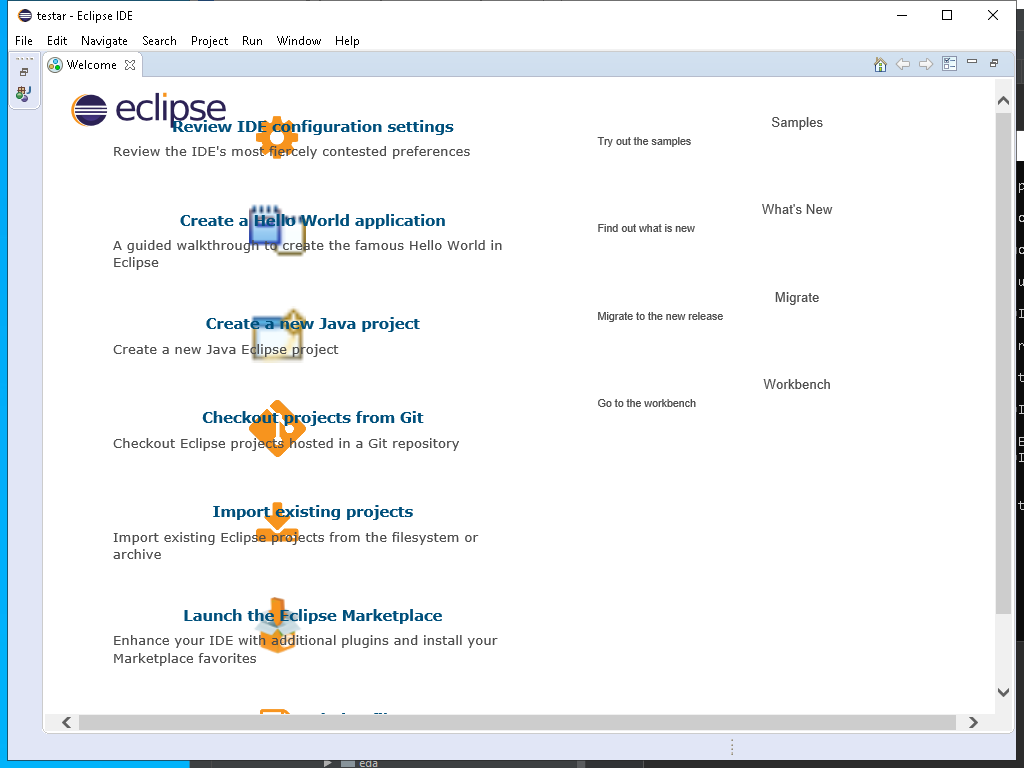 testar - Eclipse IDE
File Edit Navigate Search Project Run Window Help
Welcome
eclipse
Review IDE configuration settings
Review the IDE's most fiercely contested preferences
Create a Hello World application
A guided walkthrough to create the famous Hello World in
Eclipse
Create a new Java project
Create a new Java Eclipse project
Checkout projects from Git
Checkout Eclipse projects hosted in a Git repository
Import existing projects
Import existing Eclipse projects from the filesystem or
archive
Launch the Eclipse Marketplace
Enhance your IDE with additional plugins and install your
Marketplace favorites
Samples
Try out the samples
What's New
Find out what is new
Migrate
Migrate to the new release
Workbench
Go to the workbench
eda